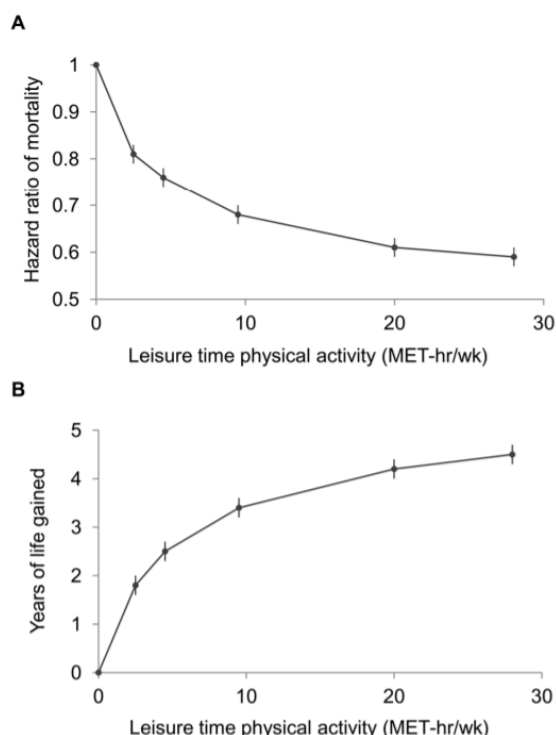 A
Hazard ratio of mortality
1
0.9
0.8
0.7
0.6
0.5
0 10 20 30
Leisure time physical activity (MET-hr/wk)
B
Years of life gained
5
4
3
2
1
0
0 10 20 30
Leisure time physical activity (MET-hr/wk)